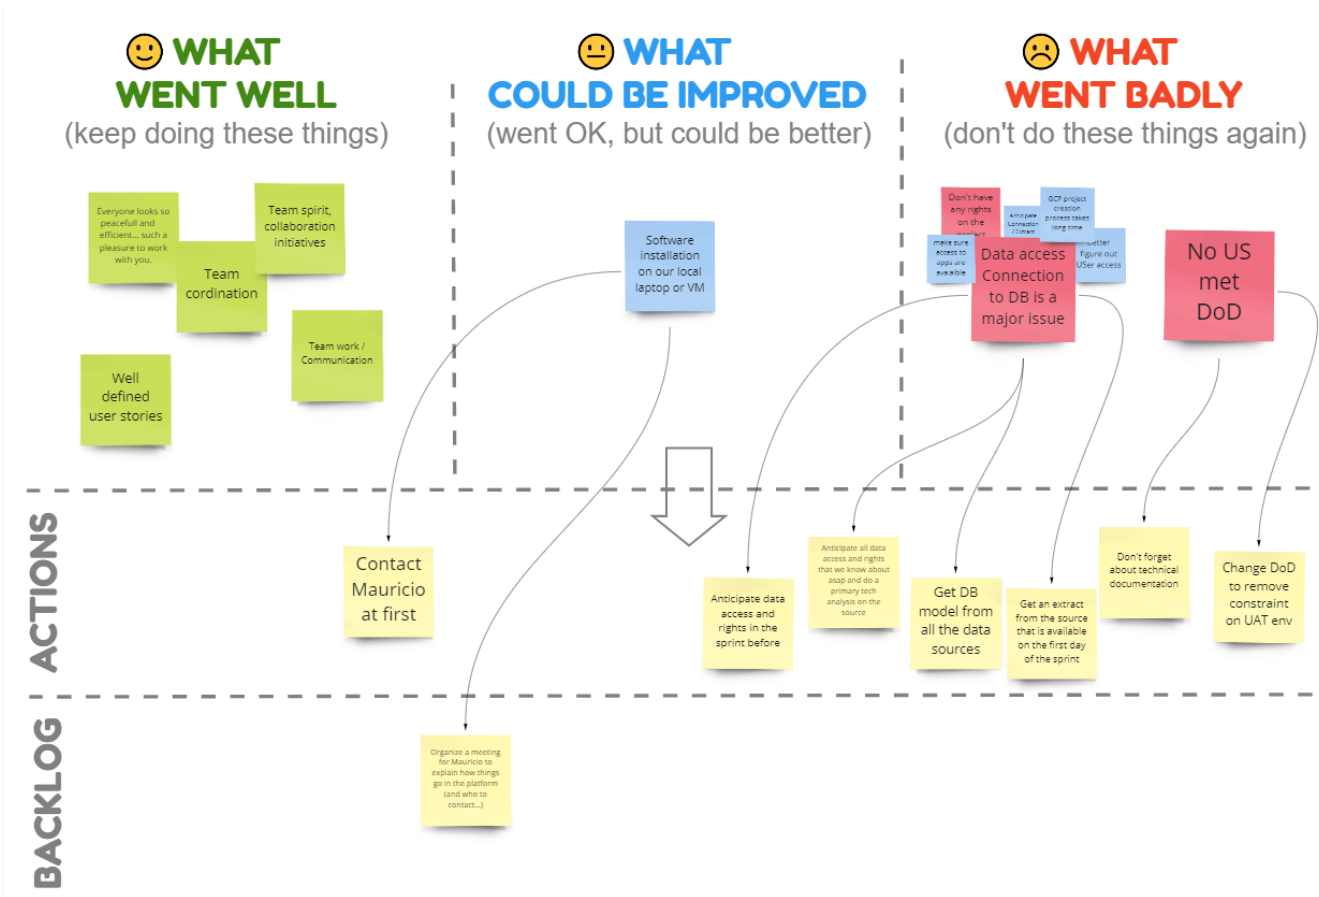 WHAT
WENT WELL
(keep doing these things)
WHAT
COULD BE IMPROVED
(went OK, but could be better)
WHAT
WENT BADLY
(don't do these things again)
Everyone looks so
peacefull and
efficient... such a
pleasure to work
with you.
Team spirit,
collaboration
initiatives
Team
cordination
Team work /
Communication
Well
defined
user stories
Software
installation
on our local
laptop or VM
Don't have
any rights
on the
project
Anticipate
Connection
/ Extract
GCP project
creation
process takes
long time
make sure
access to
apps are
avaialble
better
figure out
USer access
Data access
Connection
to DB is a
major issue
No US
met
DoD
ACTIONS
Contact
Mauricio
at first
Anticipate data
access and
rights in the
sprint before
Anticipate all data
access and rights
that we know about
asap and do a
primary tech
analysis on the
source
Get DB
model from
all the data
sources
Get an extract
from the source
that is available
on the first day
of the sprint
Don't forget
about technical
documentation
Change DoD
to remove
constraint
on UAT env
BACKLOG
Organize a meeting
for Mauricio to
explain how things
go in the platform
(and who to
contact...)